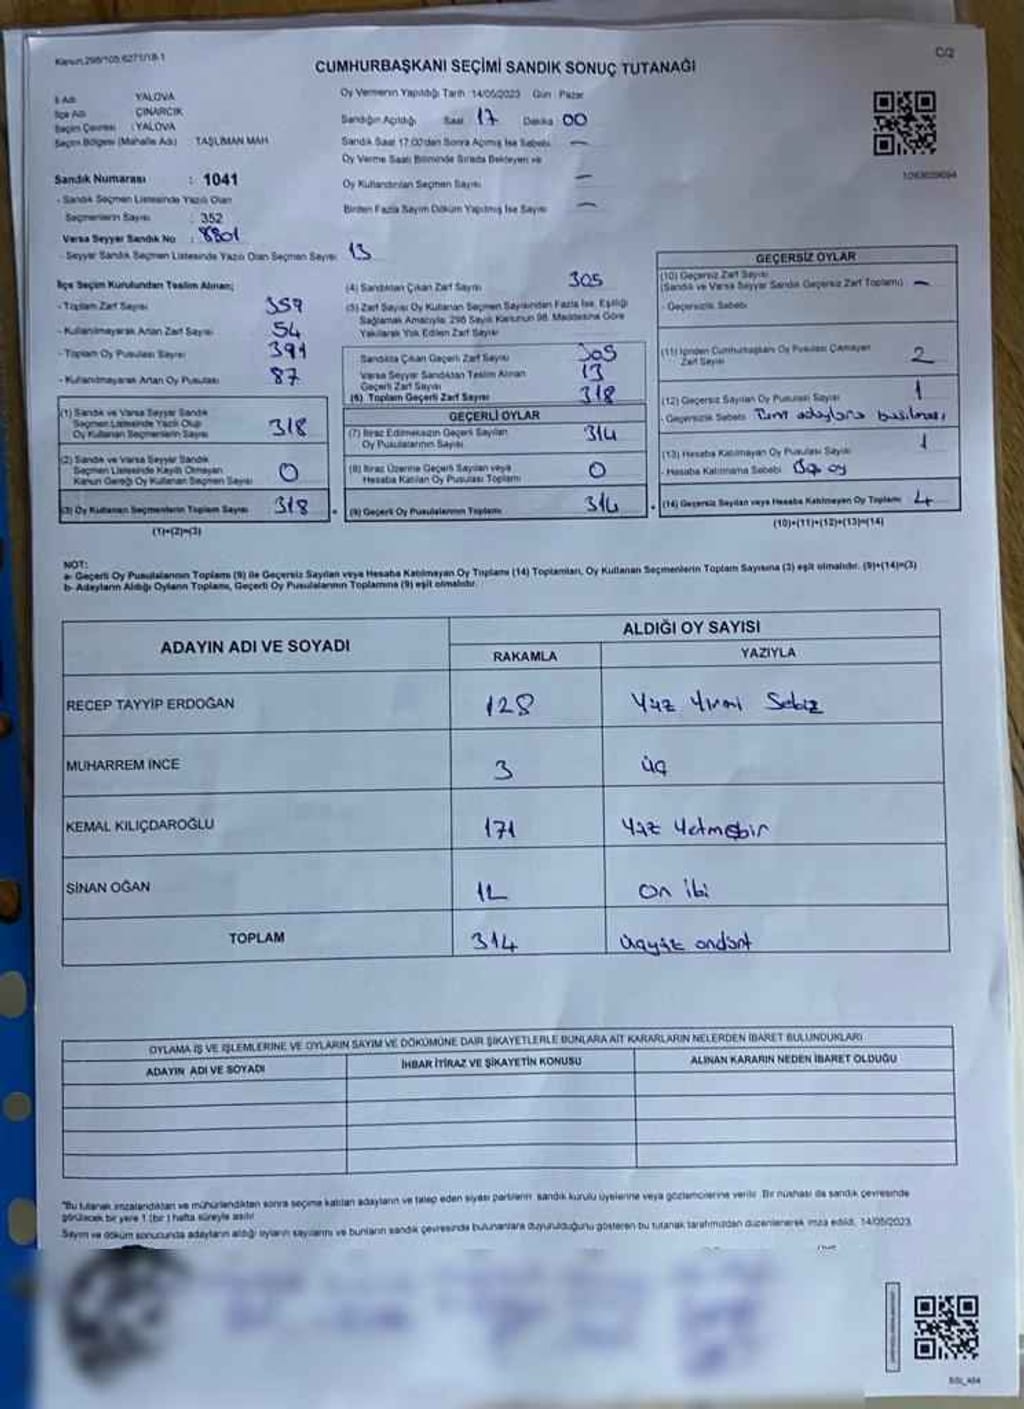 Kanun:298/105;6271/18-1
C/2
CUMHURBAŞKANI SEÇİMİ SANDIK SONUÇ TUTANAĞI
İl Adı YALOVA
İlçe Adı ÇINARCIK
Seçim Çevresi : YALOVA
Seçim Bölgesi (Mahalle Adı) : TAŞLIMAN MAH
Sandık Numarası : 1041
- Sandık Seçmen Listesinde Yazılı Olan
Seçmenlerin Sayısı : 352
Varsa Seyyar Sandık No : 8801
- Seyyar Sandık Seçmen Listesinde Yazılı Olan Seçmen Sayısı 13
Oy Vermenin Yapıldığı Tarih :14/05/2023 Gün : Pazar
Sandığın Açıldığı Saat 17 Dakika 00
Sandık Saat 17:00'den Sonra Açılmış İse Sebebi —
Oy Verme Saati Bitiminde Sırada Bekleyen ve
Oy Kullandırılan Seçmen Sayısı —
Birden Fazla Sayım Döküm Yapılmış İse Sayısı —
İlçe Seçim Kurulundan Teslim Alınan;
- Toplam Zarf Sayısı 359
- Kullanılmayarak Artan Zarf Sayısı 54
- Toplam Oy Pusulası Sayısı 391
- Kullanılmayarak Artan Oy Pusulası 87
(1) Sandık ve Varsa Seyyar Sandık
Seçmen Listesinde Yazılı Olup
Oy Kullanan Seçmenlerin Sayısı 318
(2) Sandık ve Varsa Seyyar Sandık
Seçmen Listesinde Kayıtlı Olmayan
Kanun Gereği Oy Kullanan Seçmen Sayısı 0
(3) Oy Kullanan Seçmenlerin Toplam Sayısı 318
(1)+(2)=(3)
(4) Sandıktan Çıkan Zarf Sayısı 305
(5) Zarf Sayısı Oy Kullanan Seçmen Sayısından Fazla İse, Eşitliği
Sağlamak Amacıyla, 298 Sayılı Kanunun 98. Maddesine Göre
Yakılarak Yok Edilen Zarf Sayısı
Sandıkta Çıkan Geçerli Zarf Sayısı 305
Varsa Seyyar Sandıktan Teslim Alınan
Geçerli Zarf Sayısı 13
(6) Toplam Geçerli Zarf Sayısı 318
GEÇERLİ OYLAR
(7) İtiraz Edilmeksizin Geçerli Sayılan
Oy Pusulalarının Sayısı 314
(8) İtiraz Üzerine Geçerli Sayılan veya
Hesaba Katılan Oy Pusulası Toplamı 0
(9) Geçerli Oy Pusulalarının Toplamı 314
GEÇERSİZ OYLAR
(10) Geçersiz Zarf Sayısı
(Sandık ve Varsa Seyyar Sandık Geçersiz Zarf Toplamı) —
- Geçersizlik Sebebi
(11) İçinden Cumhurbaşkanı Oy Pusulası Çıkmayan
Zarf Sayısı 2
(12) Geçersiz Sayılan Oy Pusulası Sayısı 1
- Geçersizlik Sebebi Tüm adaylara basılması
(13) Hesaba Katılmayan Oy Pusulası Sayısı 1
- Hesaba Katılmama Sebebi Boş oy
(14) Geçersiz Sayılan veya Hesaba Katılmayan Oy Toplamı 4
(10)+(11)+(12)+(13)=(14)
NOT:
a- Geçerli Oy Pusulalarının Toplamı (9) ile Geçersiz Sayılan veya Hesaba Katılmayan Oy Toplamı (14) Toplamları, Oy Kullanan Seçmenlerin Toplam Sayısına (3) eşit olmalıdır. (9)+(14)=(3)
b- Adayların Aldığı Oyların Toplamı, Geçerli Oy Pusulalarının Toplamına (9) eşit olmalıdır.
ADAYIN ADI VE SOYADI
ALDIĞI OY SAYISI
RAKAMLA YAZIYLA
RECEP TAYYİP ERDOĞAN 128 Yüz Yirmi Sekiz
MUHARREM İNCE 3 üç
KEMAL KILIÇDAROĞLU 171 Yüz Yetmişbir
SİNAN OĞAN 12 on iki
TOPLAM 314 üçyüz ondört
OYLAMA İŞ VE İŞLEMLERİNE VE OYLARIN SAYIM VE DÖKÜMÜNE DAİR ŞİKAYETLERLE BUNLARA AİT KARARLARIN NELERDEN İBARET BULUNDUKLARI
ADAYIN ADI VE SOYADI İHBAR İTİRAZ VE ŞİKAYETİN KONUSU ALINAN KARARIN NEDEN İBARET OLDUĞU
*Bu tutanak imzalandıktan ve mühürlendikten sonra seçime katılan adayların ve talep eden siyasi partilerin sandık kurulu üyelerine veya gözlemcilerine verilir. Bir nüshası da sandık çevresinde
görülecek bir yere 1 (bir) hafta süreyle asılır.
Sayım ve döküm sonucunda adayların aldığı oyların sayılarını ve bunların sandık çevresinde bulunanlara duyurulduğunu gösteren bu tutanak tarafımızdan düzenlenerek imza edildi. 14/05/2023